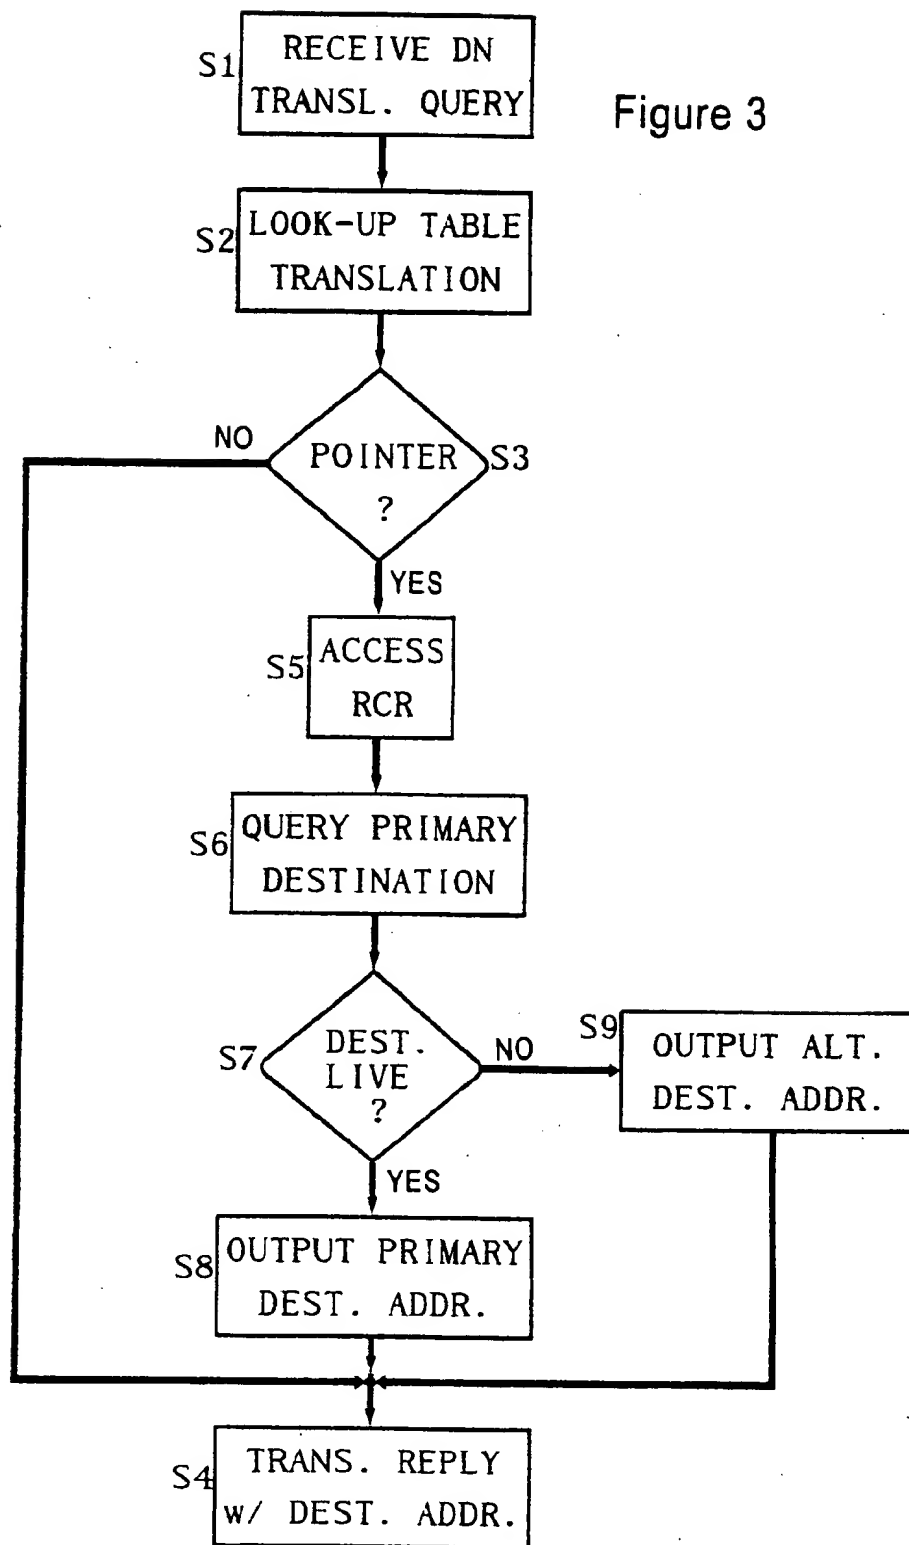 Figure 3
S1
RECEIVE DN
TRANSL. QUERY
S2
LOOK-UP TABLE
TRANSLATION
NO
POINTER
?
S3
YES
S5
ACCESS
RCR
S6
QUERY PRIMARY
DESTINATION
S7
DEST.
LIVE
?
NO
S9
OUTPUT ALT.
DEST. ADDR.
YES
S8
OUTPUT PRIMARY
DEST. ADDR.
S4
TRANS. REPLY
w/ DEST. ADDR.